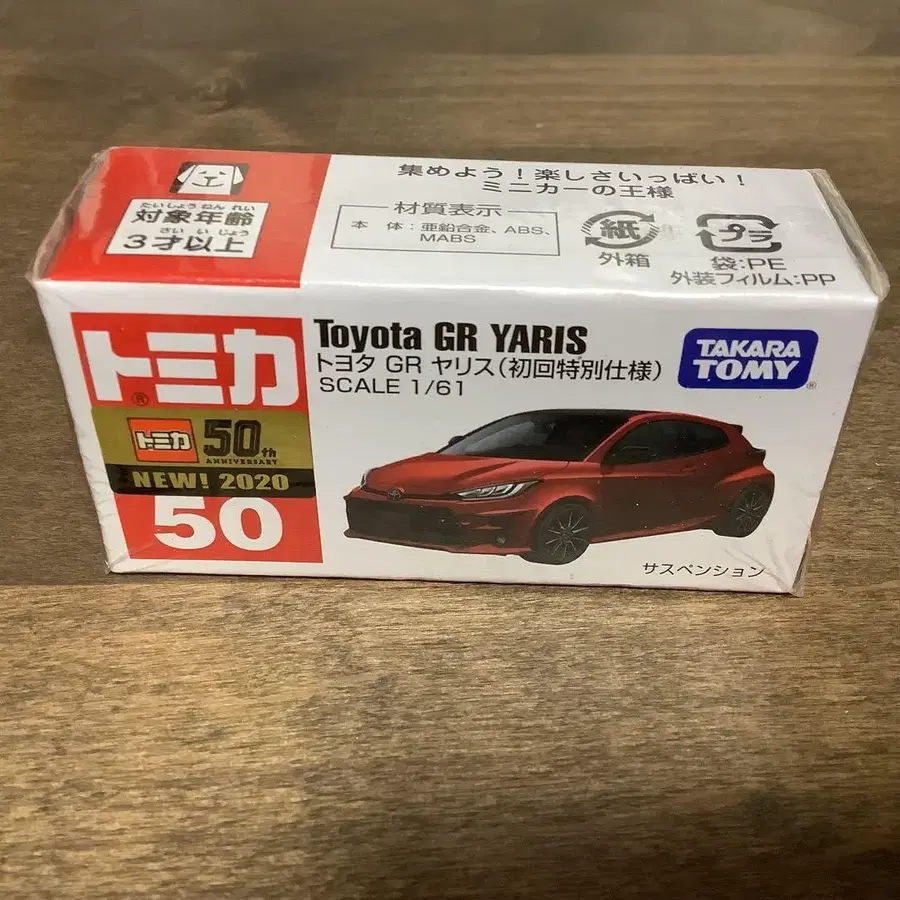 たいしょうねんれい
対象年齢
さいいじょう
3才以上
集めよう!楽しさいっぱい!
ミニカーの王様
材質表示
本 体:亜鉛合金、ABS、
MABS
紙
外箱
プラ
袋:PE
外装フィルム:PP
トミカ
®
Toyota GR YARIS
トヨタ GR ヤリス(初回特別仕様)
SCALE 1/61
TAKARA
TOMY
®
トミカ
50th
ANNIVERSARY
NEW! 2020
50
サスペンション